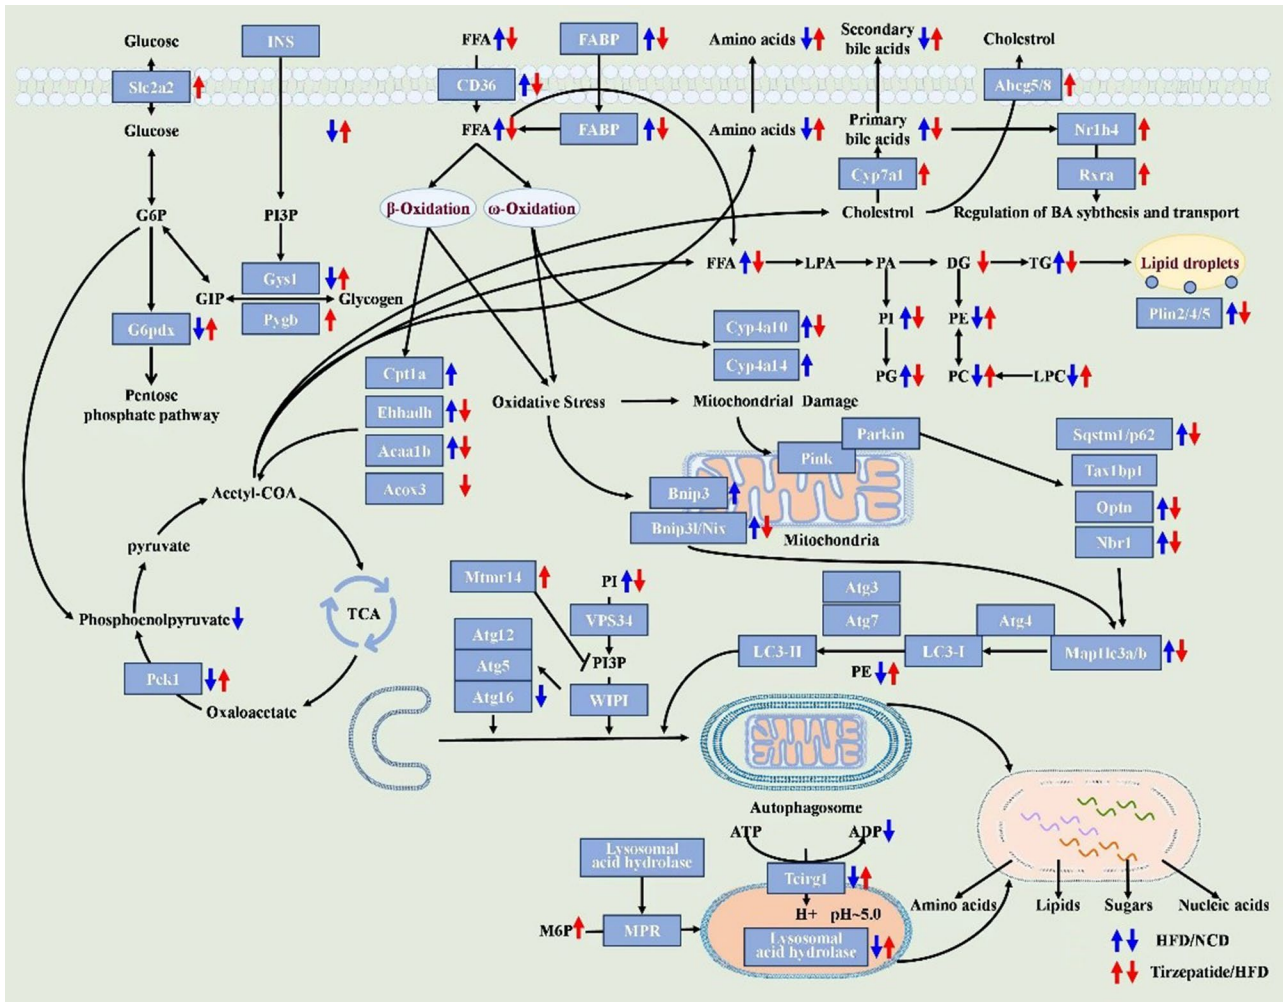 Glucose
INS
FFA
FABP
Amino acids
Secondary
bile acids
Cholestrol
Slc2a2
CD36
Abcg5/8
Glucose
FFA
FABP
Amino acids
Primary
bile acids
Nr1h4
Cyp7a1
Rxra
β-Oxidation
ω-Oxidation
G6P
PI3P
Cholestrol
Regulation of BA sybthesis and transport
FFA
LPA
PA
DG
TG
Lipid droplets
Gys1
GIP
Glycogen
Pygb
Plin2/4/5
G6pdx
Cyp4a10
PI
PE
Cyp4a14
Cpt1a
PG
PC
LPC
Pentose
phosphate pathway
Ehhadh
Oxidative Stress
Mitochondrial Damage
Acaa1b
Parkin
Sqstm1/p62
Pink
Tax1bp1
Acox3
Acetyl-COA
Bnip3
Optn
Bnip3l/Nix
Mitochondria
Nbr1
pyruvate
Mtmr14
PI
Atg3
Phosphoenolpyruvate
TCA
VPS34
Atg7
Atg4
Atg12
LC3-II
LC3-I
Map1lc3a/b
Atg5
PI3P
PE
Pck1
Atg16
WIPI
Oxaloacetate
Autophagosome
ATP
ADP
Lysosomal
acid hydrolase
Tcirg1
H+ pH~5.0
Amino acids
Lipids
Sugars
Nucleic acids
M6P
MPR
Lysosomal
acid hydrolase
HFD/NCD
Tirzepatide/HFD